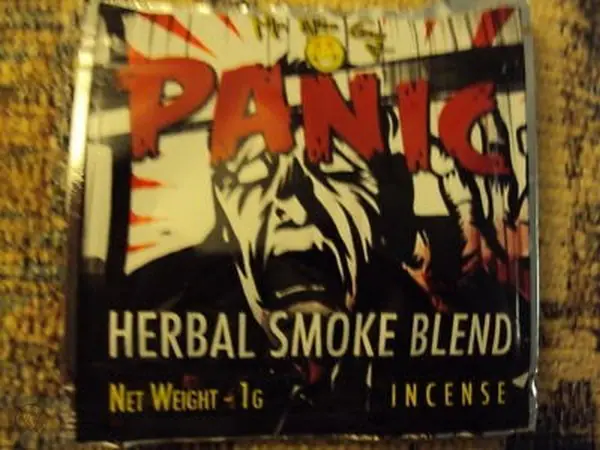 PANIC
HERBAL SMOKE BLEND
NET WEIGHT - 1G
INCENSE